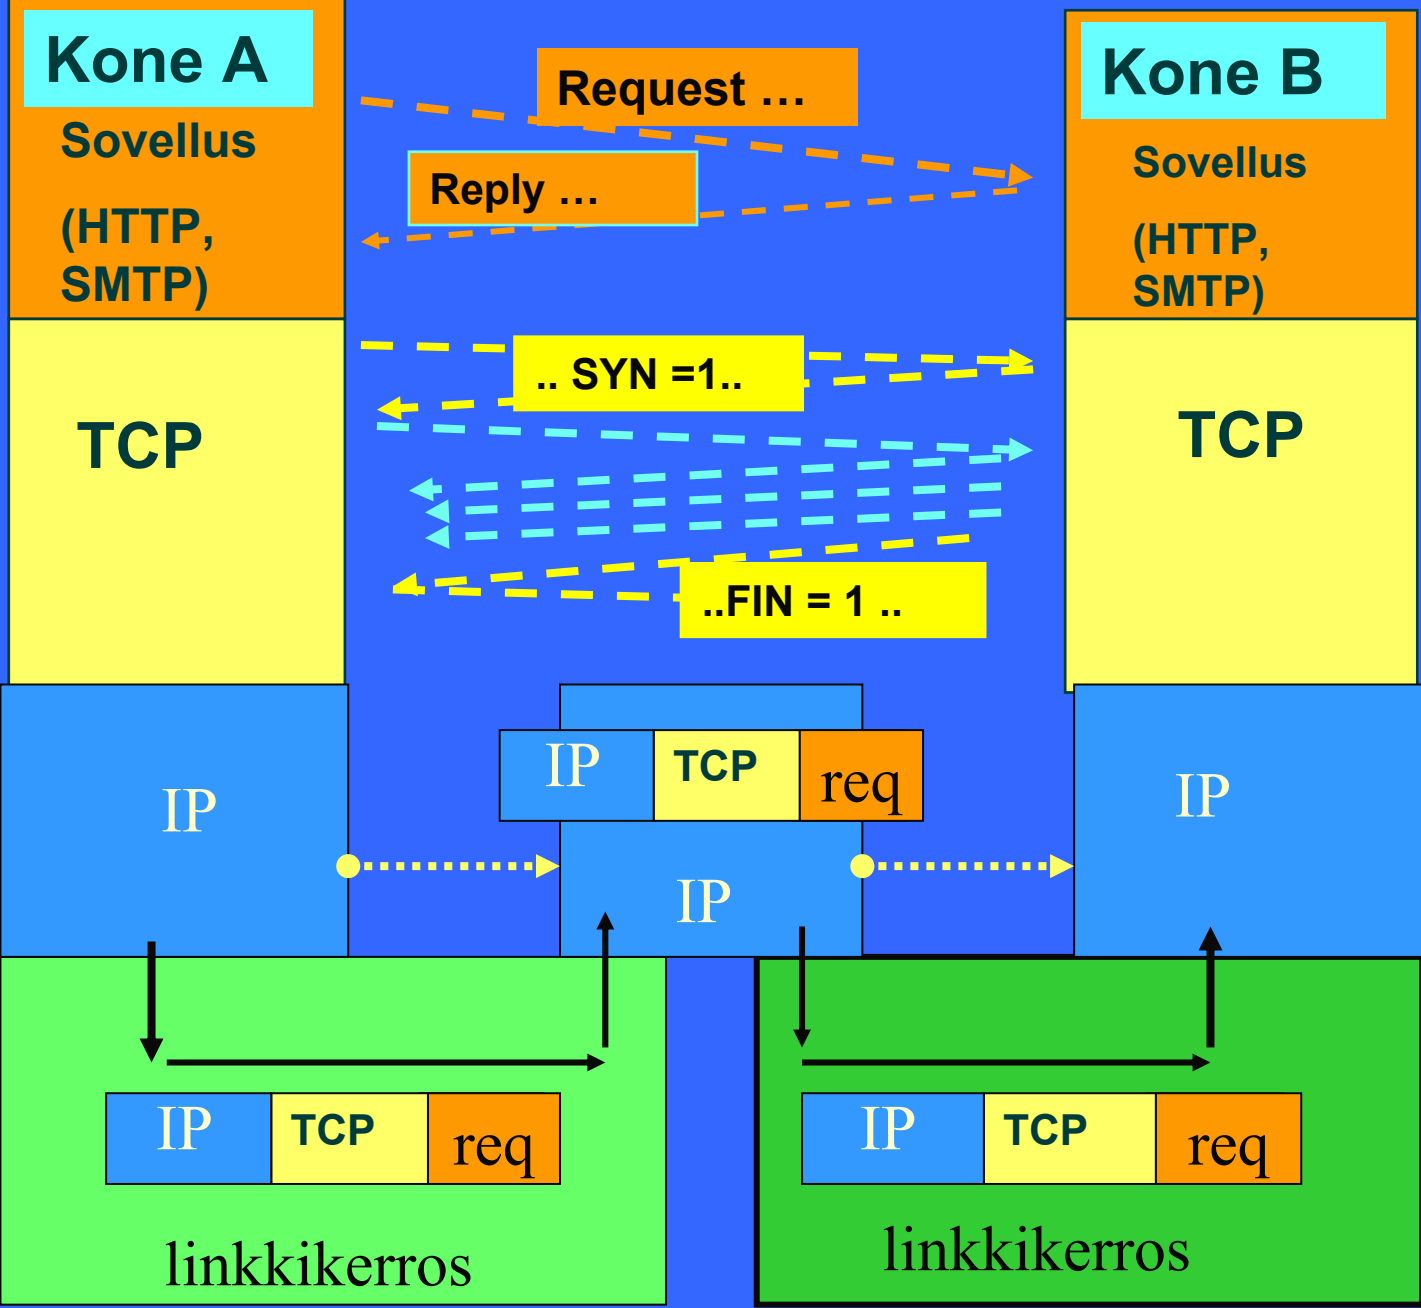 Kone A
Sovellus
(HTTP,
SMTP)
Request …
Reply …
Kone B
Sovellus
(HTTP,
SMTP)
TCP
.. SYN =1..
..FIN = 1 ..
TCP
IP
IP TCP req
IP
IP
IP TCP req
linkkikerros
IP TCP req
linkkikerros